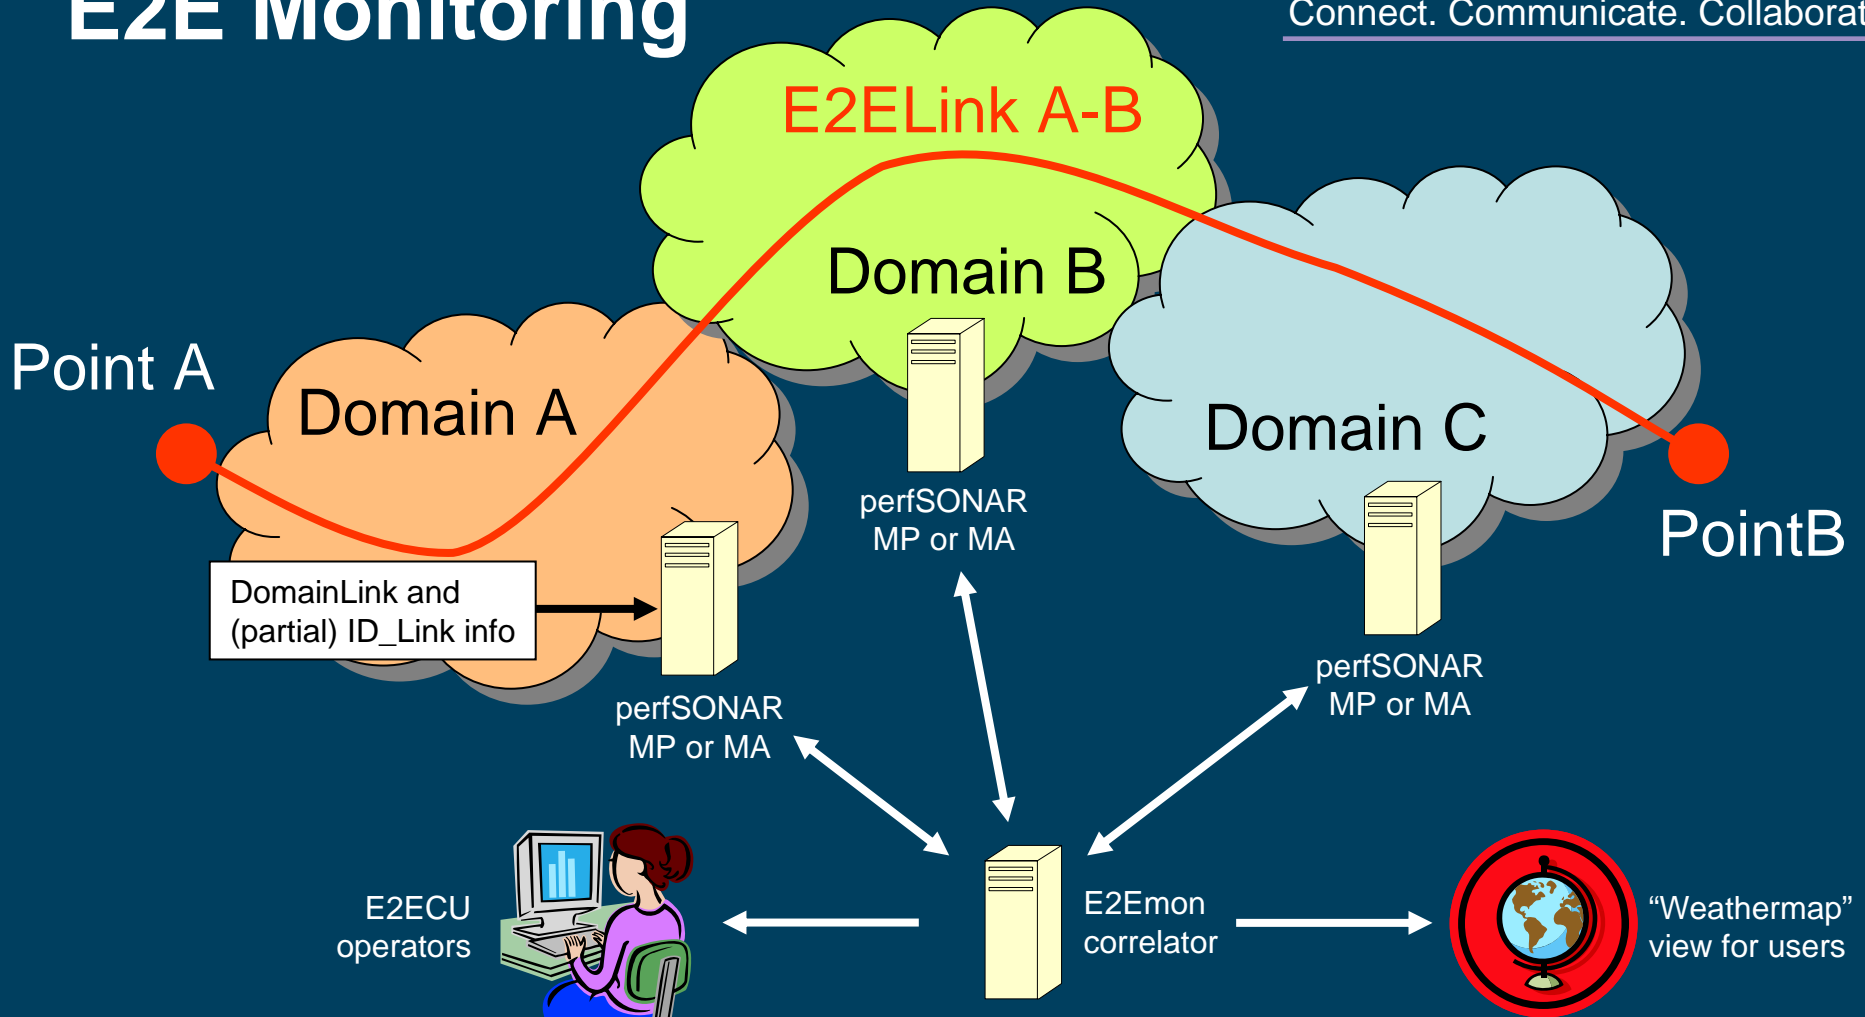 E2E Monitoring
Connect. Communicate. Collaborat
E2ELink A-B
Domain B
Point A
Domain A
Domain C
perfSONAR
MP or MA
PointB
DomainLink and
(partial) ID_Link info
perfSONAR
MP or MA
perfSONAR
MP or MA
E2ECU
operators
E2Emon
correlator
“Weathermap”
view for users